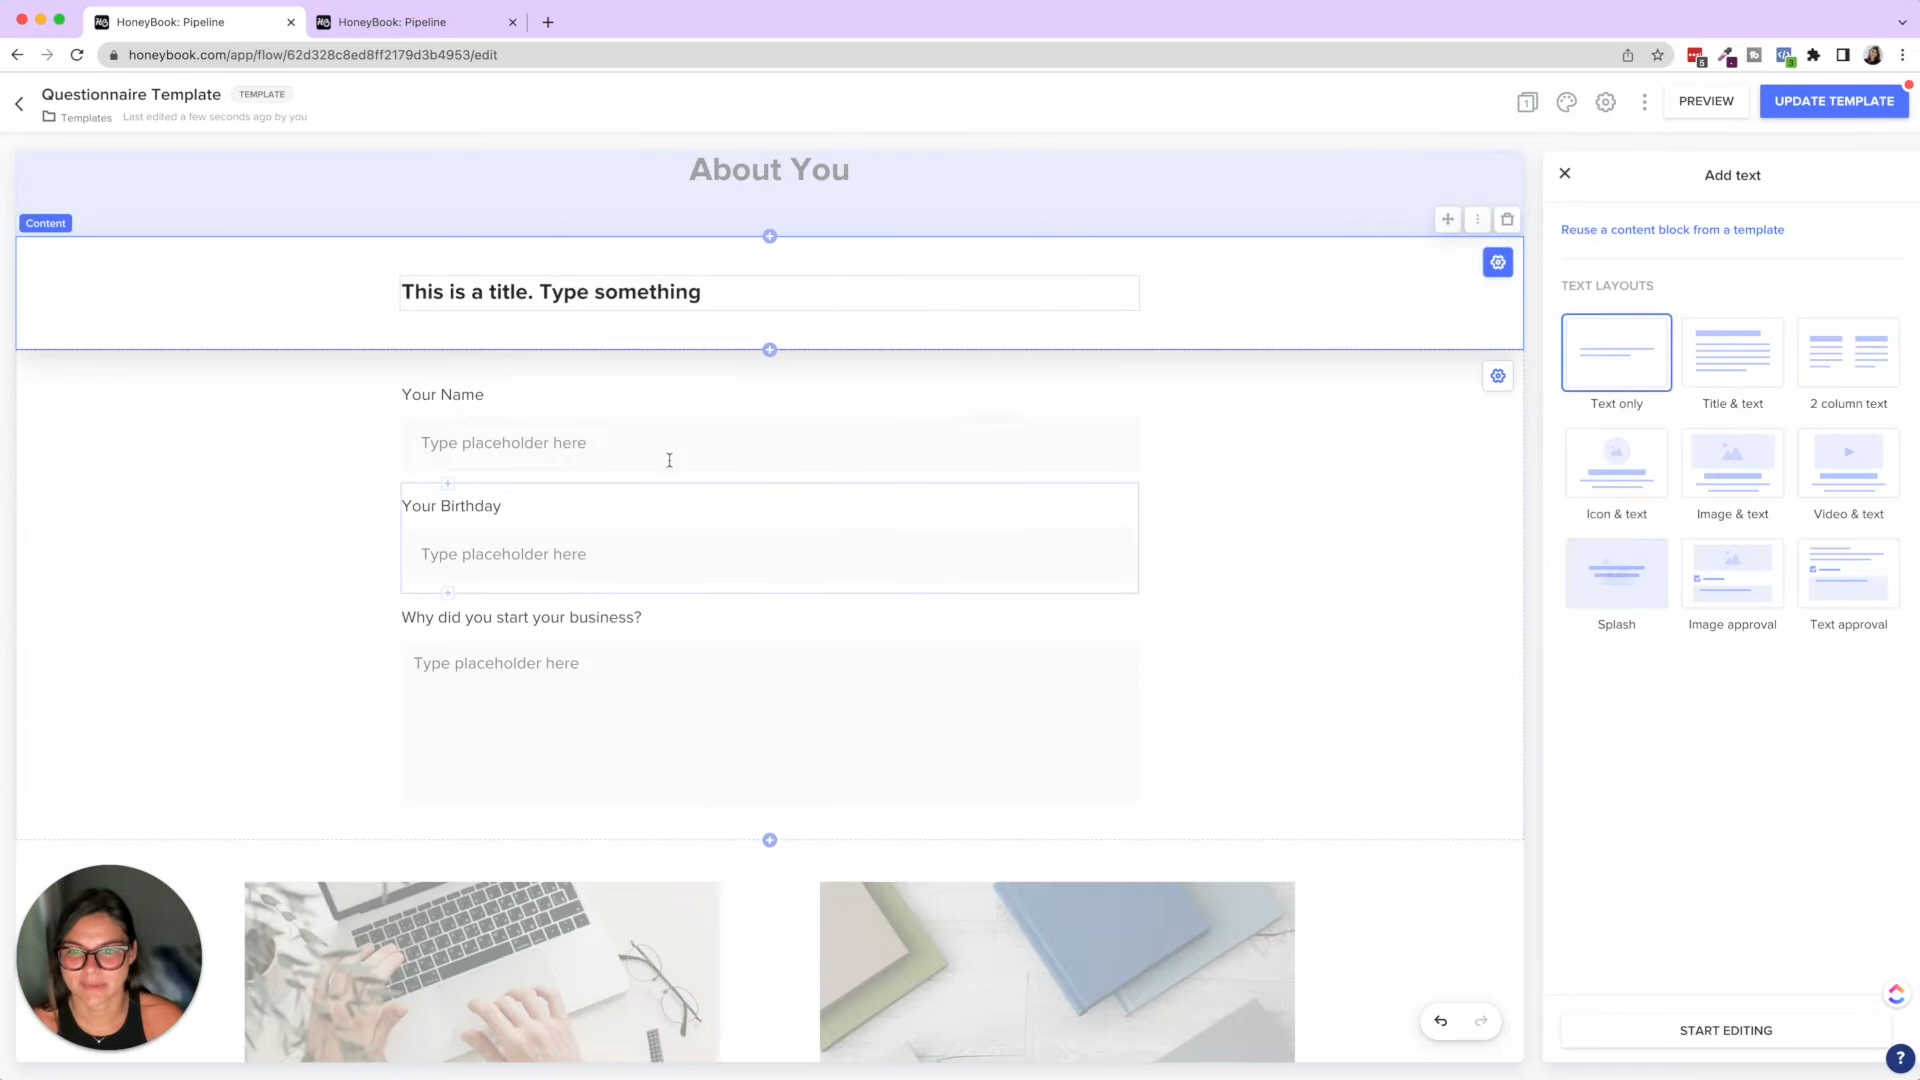 HoneyBook: Pipeline
HoneyBook: Pipeline
honeybook.com/app/flow/62d328c8ed8ff2179d3b4953/edit
5
3
Questionnaire Template
TEMPLATE
Templates
Last edited a few seconds ago by you
1
PREVIEW
UPDATE TEMPLATE
About You
Content
This is a title. Type something
Your Name
Type placeholder here
Your Birthday
Type placeholder here
Why did you start your business?
Type placeholder here
Add text
Reuse a content block from a template
TEXT LAYOUTS
Text only
Title & text
2 column text
Icon & text
Image & text
Video & text
Splash
Image approval
Text approval
START EDITING
?